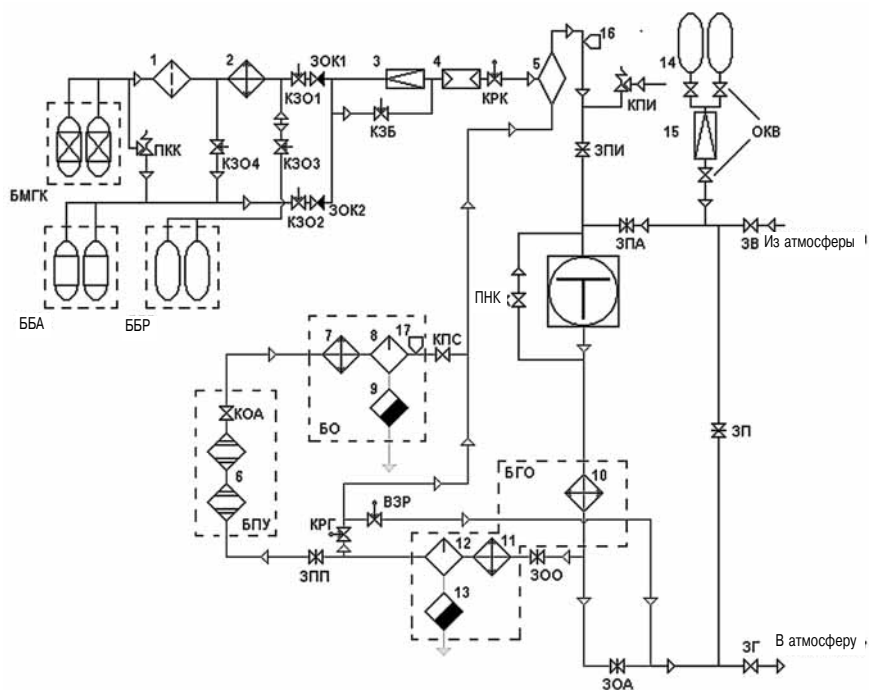 16
1
2
ЗОК1
3
4
5
14
КЗО1
КРК
КПИ
КЗБ
15
ОКВ
ПКК
КЗО4
КЗО3
ЗПИ
БМГК
КЗО2
ЗОК2
ЗПА
ЗВ
Из атмосферы
ББА
ББР
ПНК
Т
7
8
17
КПС
9
КОА
БО
ЗП
6
БГО
10
ВЗР
БПУ
КРГ
12
11
ЗПП
ЗОО
13
В атмосферу
ЗГ
ЗОА